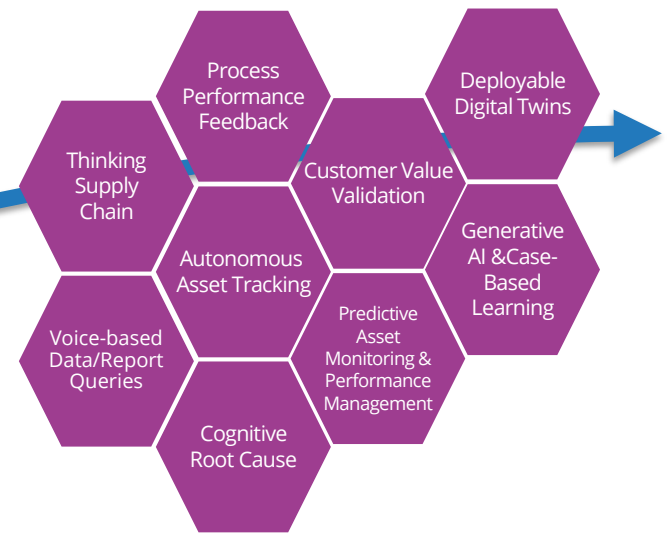 Process
Performance
Feedback
Deployable
Digital Twins
Thinking
Supply
Chain
Customer Value
Validation
Autonomous
Asset Tracking
Generative
AI &Case-
Based
Learning
Voice-based
Data/Report
Queries
Predictive
Asset
Monitoring &
Performance
Management
Cognitive
Root Cause